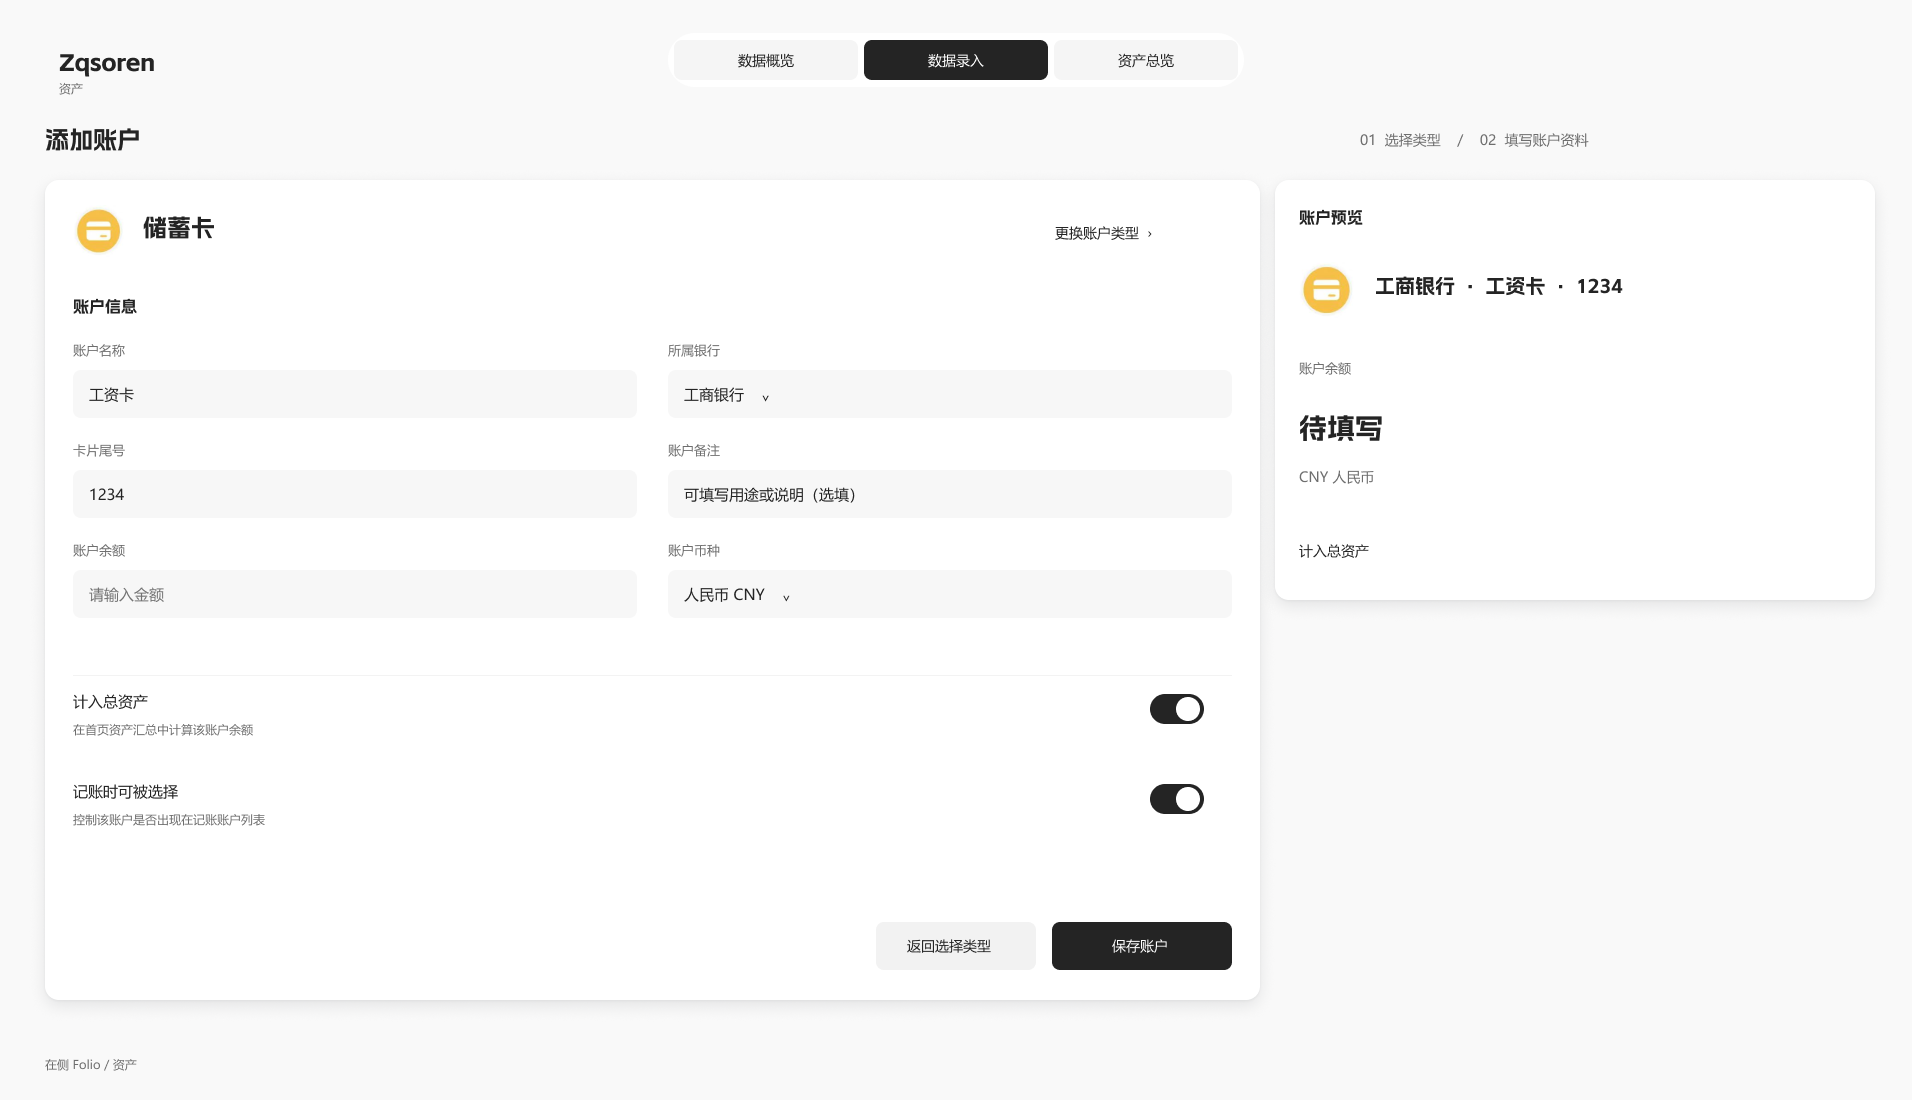 Zqsoren
资产
数据概览
数据录入
资产总览
添加账户
01 选择类型 / 02 填写账户资料
储蓄卡
更换账户类型 ›
账户信息
账户名称
工资卡
所属银行
工商银行
卡片尾号
1234
账户备注
可填写用途或说明（选填）
账户余额
请输入金额
账户币种
人民币 CNY
计入总资产
在首页资产汇总中计算该账户余额
记账时可被选择
控制该账户是否出现在记账账户列表
返回选择类型
保存账户
账户预览
工商银行 · 工资卡 · 1234
账户余额
待填写
CNY 人民币
计入总资产
在侧 Folio / 资产